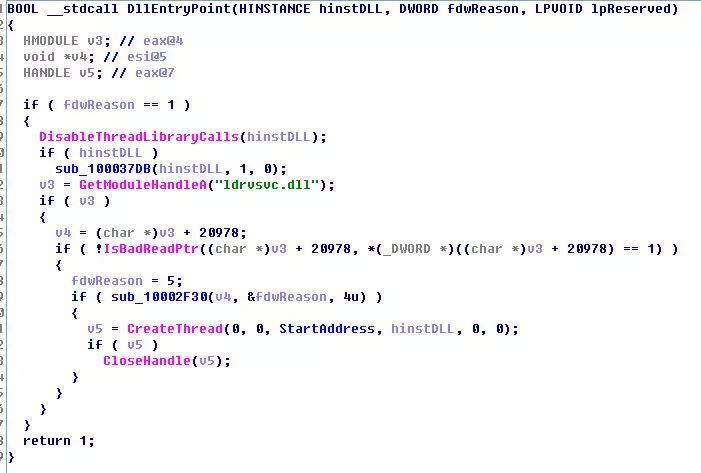 BOOL __stdcall DllEntryPoint(HINSTANCE hinstDLL, DWORD fdwReason, LPVOID lpReserved)
{
  HMODULE v3; // eax@4
  void *v4; // esi@5
  HANDLE v5; // eax@7

  if ( fdwReason == 1 )
  {
    DisableThreadLibraryCalls(hinstDLL);
    if ( hinstDLL )
      sub_100037DB(hinstDLL, 1, 0);
    v3 = GetModuleHandleA("ldrvsvc.dll");
    if ( v3 )
    {
      v4 = (char *)v3 + 20978;
      if ( !IsBadReadPtr((char *)v3 + 20978, *(_DWORD *)((char *)v3 + 20978) == 1) )
      {
        fdwReason = 5;
        if ( sub_10002F30(v4, &fdwReason, 4u) )
        {
          v5 = CreateThread(0, 0, StartAddress, hinstDLL, 0, 0);
          if ( v5 )
            CloseHandle(v5);
        }
      }
    }
  }
  return 1;
}